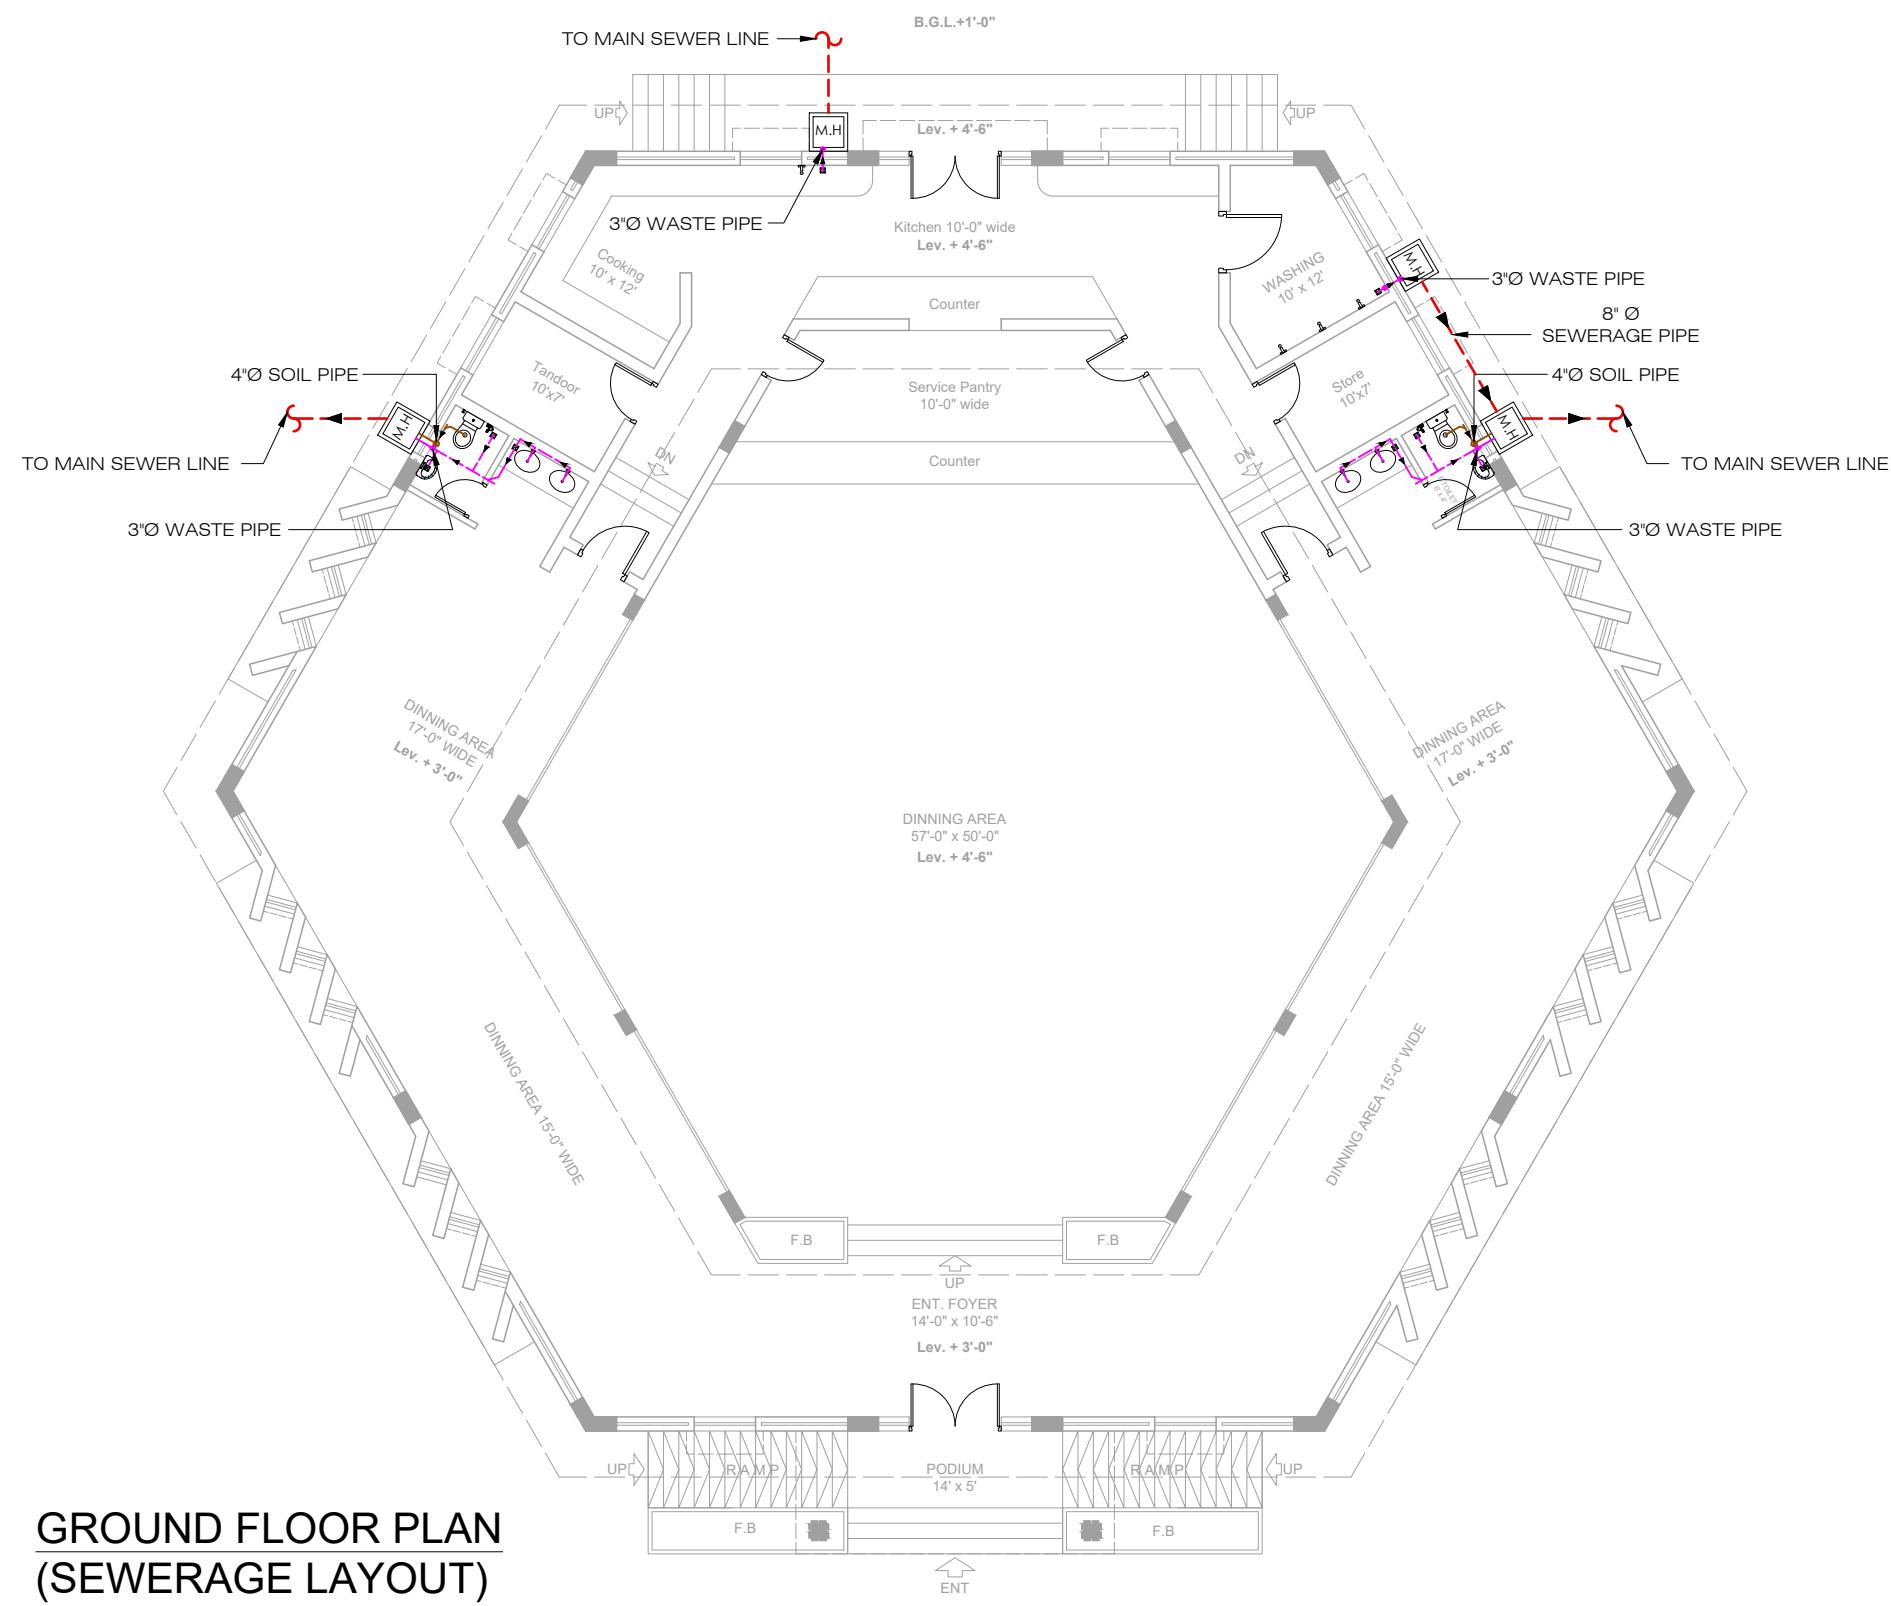 B.G.L.+1'-0"
TO MAIN SEWER LINE
UP
UP
M.H
Lev. + 4'-6"
3"Ø WASTE PIPE
Kitchen 10'-0" wide
Lev. + 4'-6"
Cooking
10' x 12'
WASHING
10' x 12'
M.H
3"Ø WASTE PIPE
8" Ø
SEWERAGE PIPE
Counter
4"Ø SOIL PIPE
4"Ø SOIL PIPE
Tandoor
10'x7'
Service Pantry
10'-0" wide
Store
10'x7'
M.H
M.H
TO MAIN SEWER LINE
DN
Counter
DN
TO MAIN SEWER LINE
TOILET
6' x 4'
3"Ø WASTE PIPE
3"Ø WASTE PIPE
DINNING AREA
17'-0" WIDE
Lev. + 3'-0"
DINNING AREA
17'-0" WIDE
Lev. + 3'-0"
DINNING AREA
57'-0" x 50'-0"
Lev. + 4'-6"
DINNING AREA 15'-0" WIDE
DINNING AREA 15'-0" WIDE
F.B
F.B
UP
ENT. FOYER
14'-0" x 10'-6"
Lev. + 3'-0"
UP
RAMP
PODIUM
14' x 5'
RAMP
UP
F.B
F.B
ENT
GROUND FLOOR PLAN
(SEWERAGE LAYOUT)